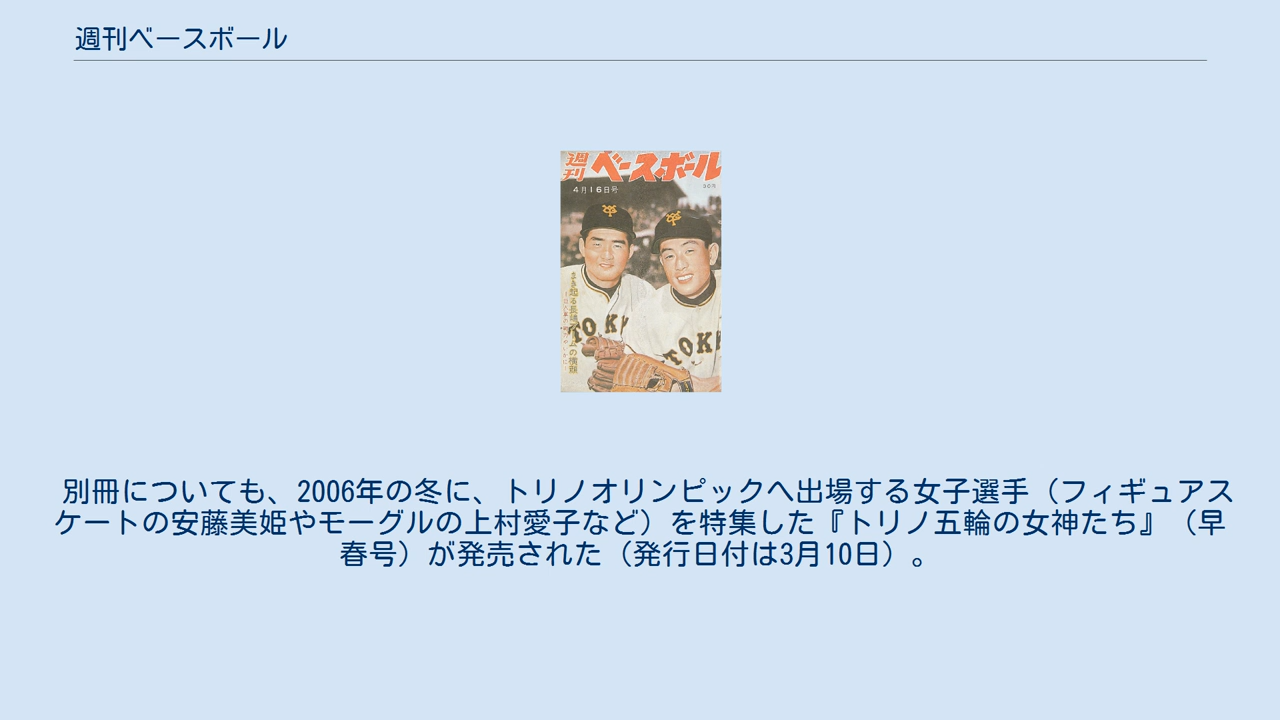 週刊ベースボール
週刊 ベースボール
4月16日号
TOKY
TOKY
別冊についても、2006年の冬に、トリノオリンピックへ出場する女子選手（フィギュアス
ケートの安藤美姫やモーグルの上村愛子など）を特集した『トリノ五輪の女神たち』（早
春号）が発売された（発行日付は3月10日）。